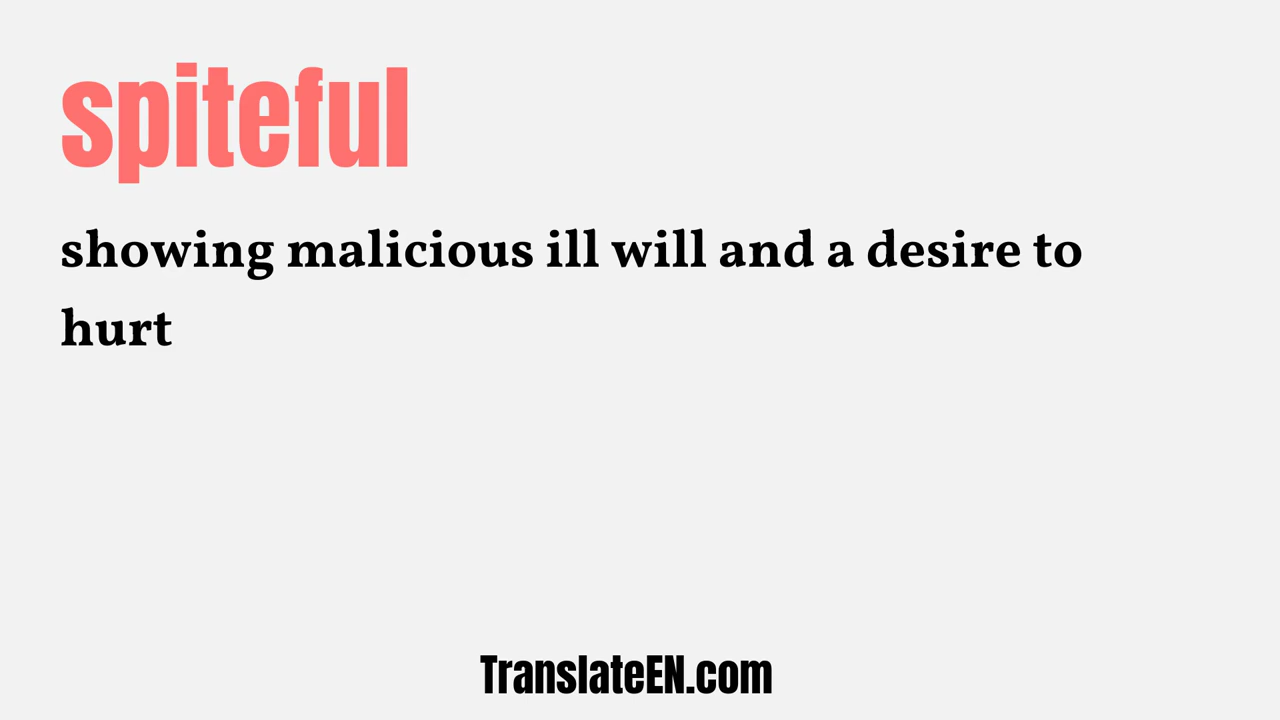 spiteful
showing malicious ill will and a desire to
hurt
TranslateEN.com